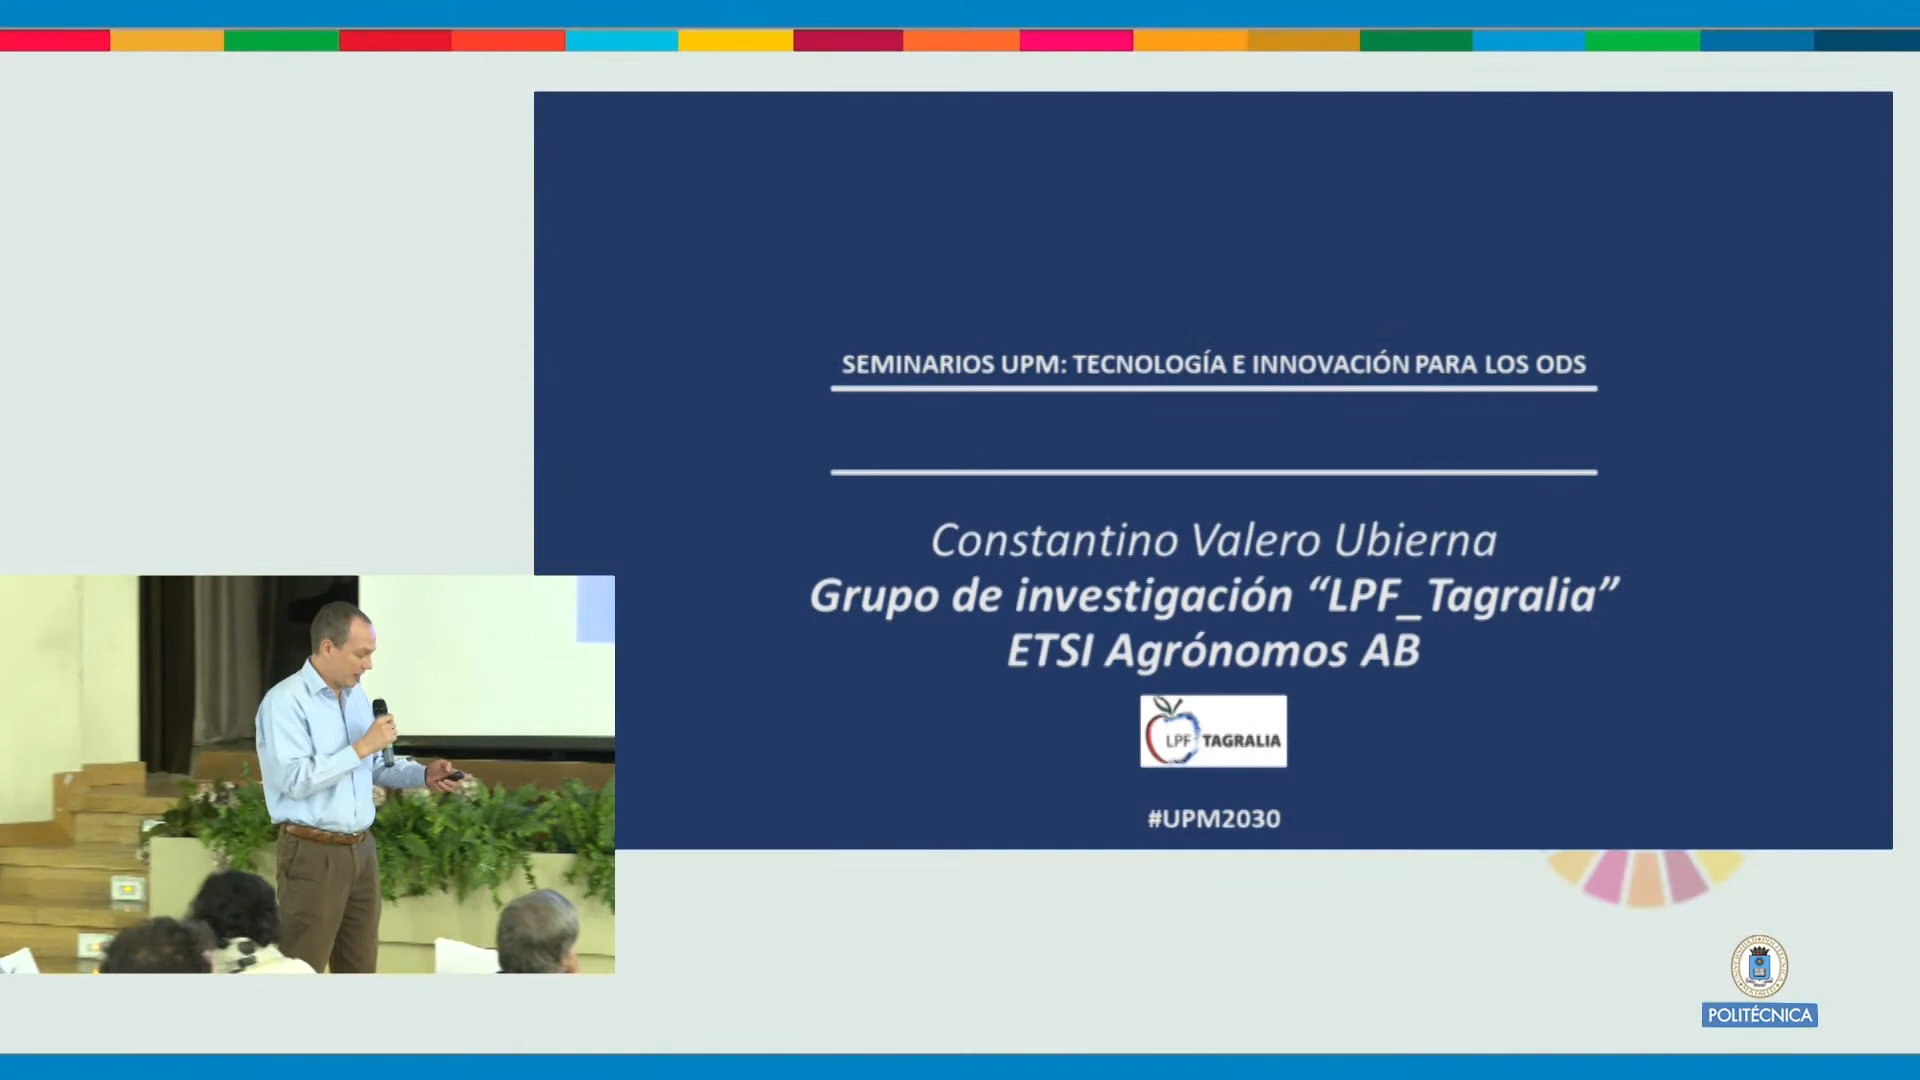 SEMINARIOS UPM: TECNOLOGÍA E INNOVACIÓN PARA LOS ODS
Constantino Valero Ubierna
Grupo de investigación “LPF_Tagralia”
ETSI Agrónomos AB
LPF TAGRALIA
#UPM2030
POLITÉCNICA